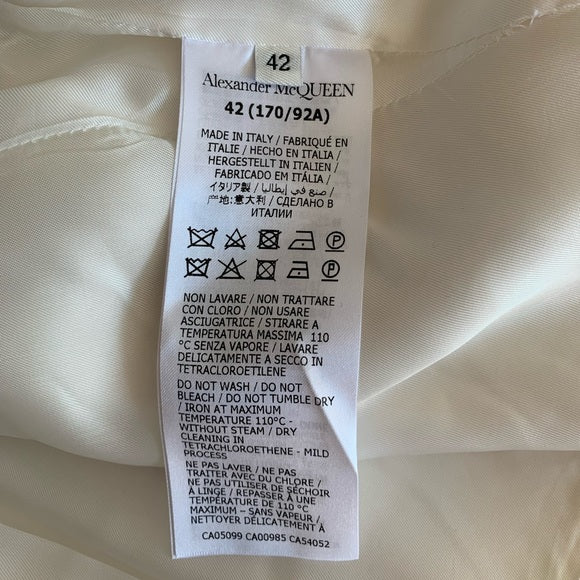 42
Alexander McQUEEN
42 (170/92A)
MADE IN ITALY / FABRIQUÉ EN
ITALIE / HECHO EN ITALIA /
HERGESTELLT IN ITALIEN /
FABRICADO EM ITÁLIA /
イタリア製 / صنع في إيطاليا /
产地:意大利 / СДЕЛАНО В
ИТАЛИИ
NON LAVARE / NON TRATTARE
CON CLORO / NON USARE
ASCIUGATRICE / STIRARE A
TEMPERATURA MASSIMA 110
°C SENZA VAPORE / LAVARE
DELICATAMENTE A SECCO IN
TETRACLOROETILENE
DO NOT WASH / DO NOT
BLEACH / DO NOT TUMBLE DRY
/ IRON AT MAXIMUM
TEMPERATURE 110°C -
WITHOUT STEAM / DRY
CLEANING IN
TETRACHLOROETHENE - MILD
PROCESS
NE PAS LAVER / NE PAS
TRAITER AVEC DU CHLORE /
NE PAS UTILISER DE SÉCHOIR
À LINGE / REPASSER À UNE
TEMPÉRATURE DE 110 °C
MAXIMUM – SANS VAPEUR /
NETTOYER DÉLICATEMENT À
CA05099 CA00985 CA54052